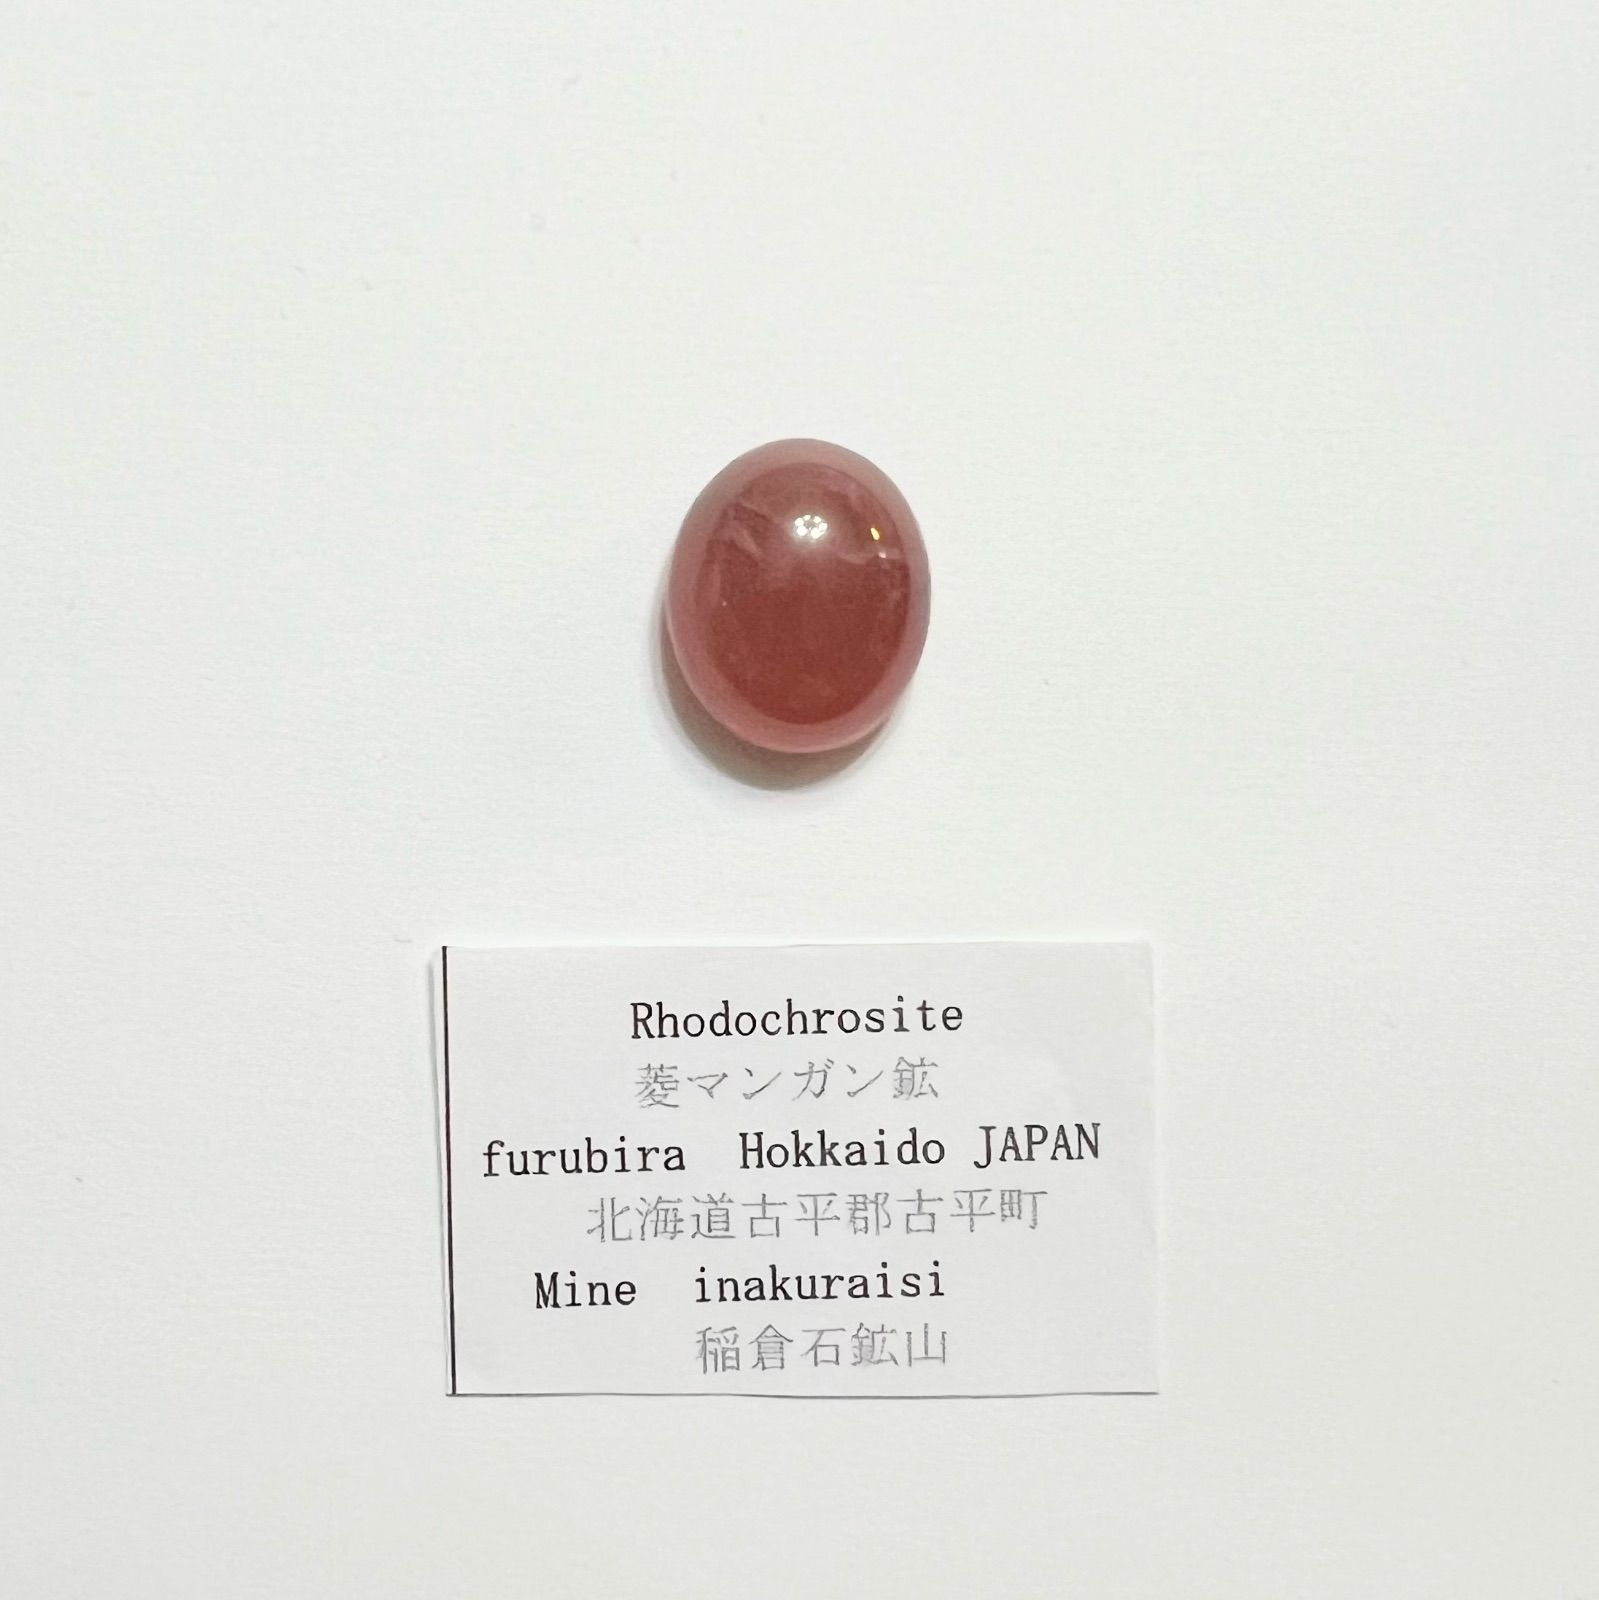 Rhodochrosite
菱マンガン鉱
furubira Hokkaido JAPAN
北海道古平郡古平町
Mine inakuraisi
稲倉石鉱山